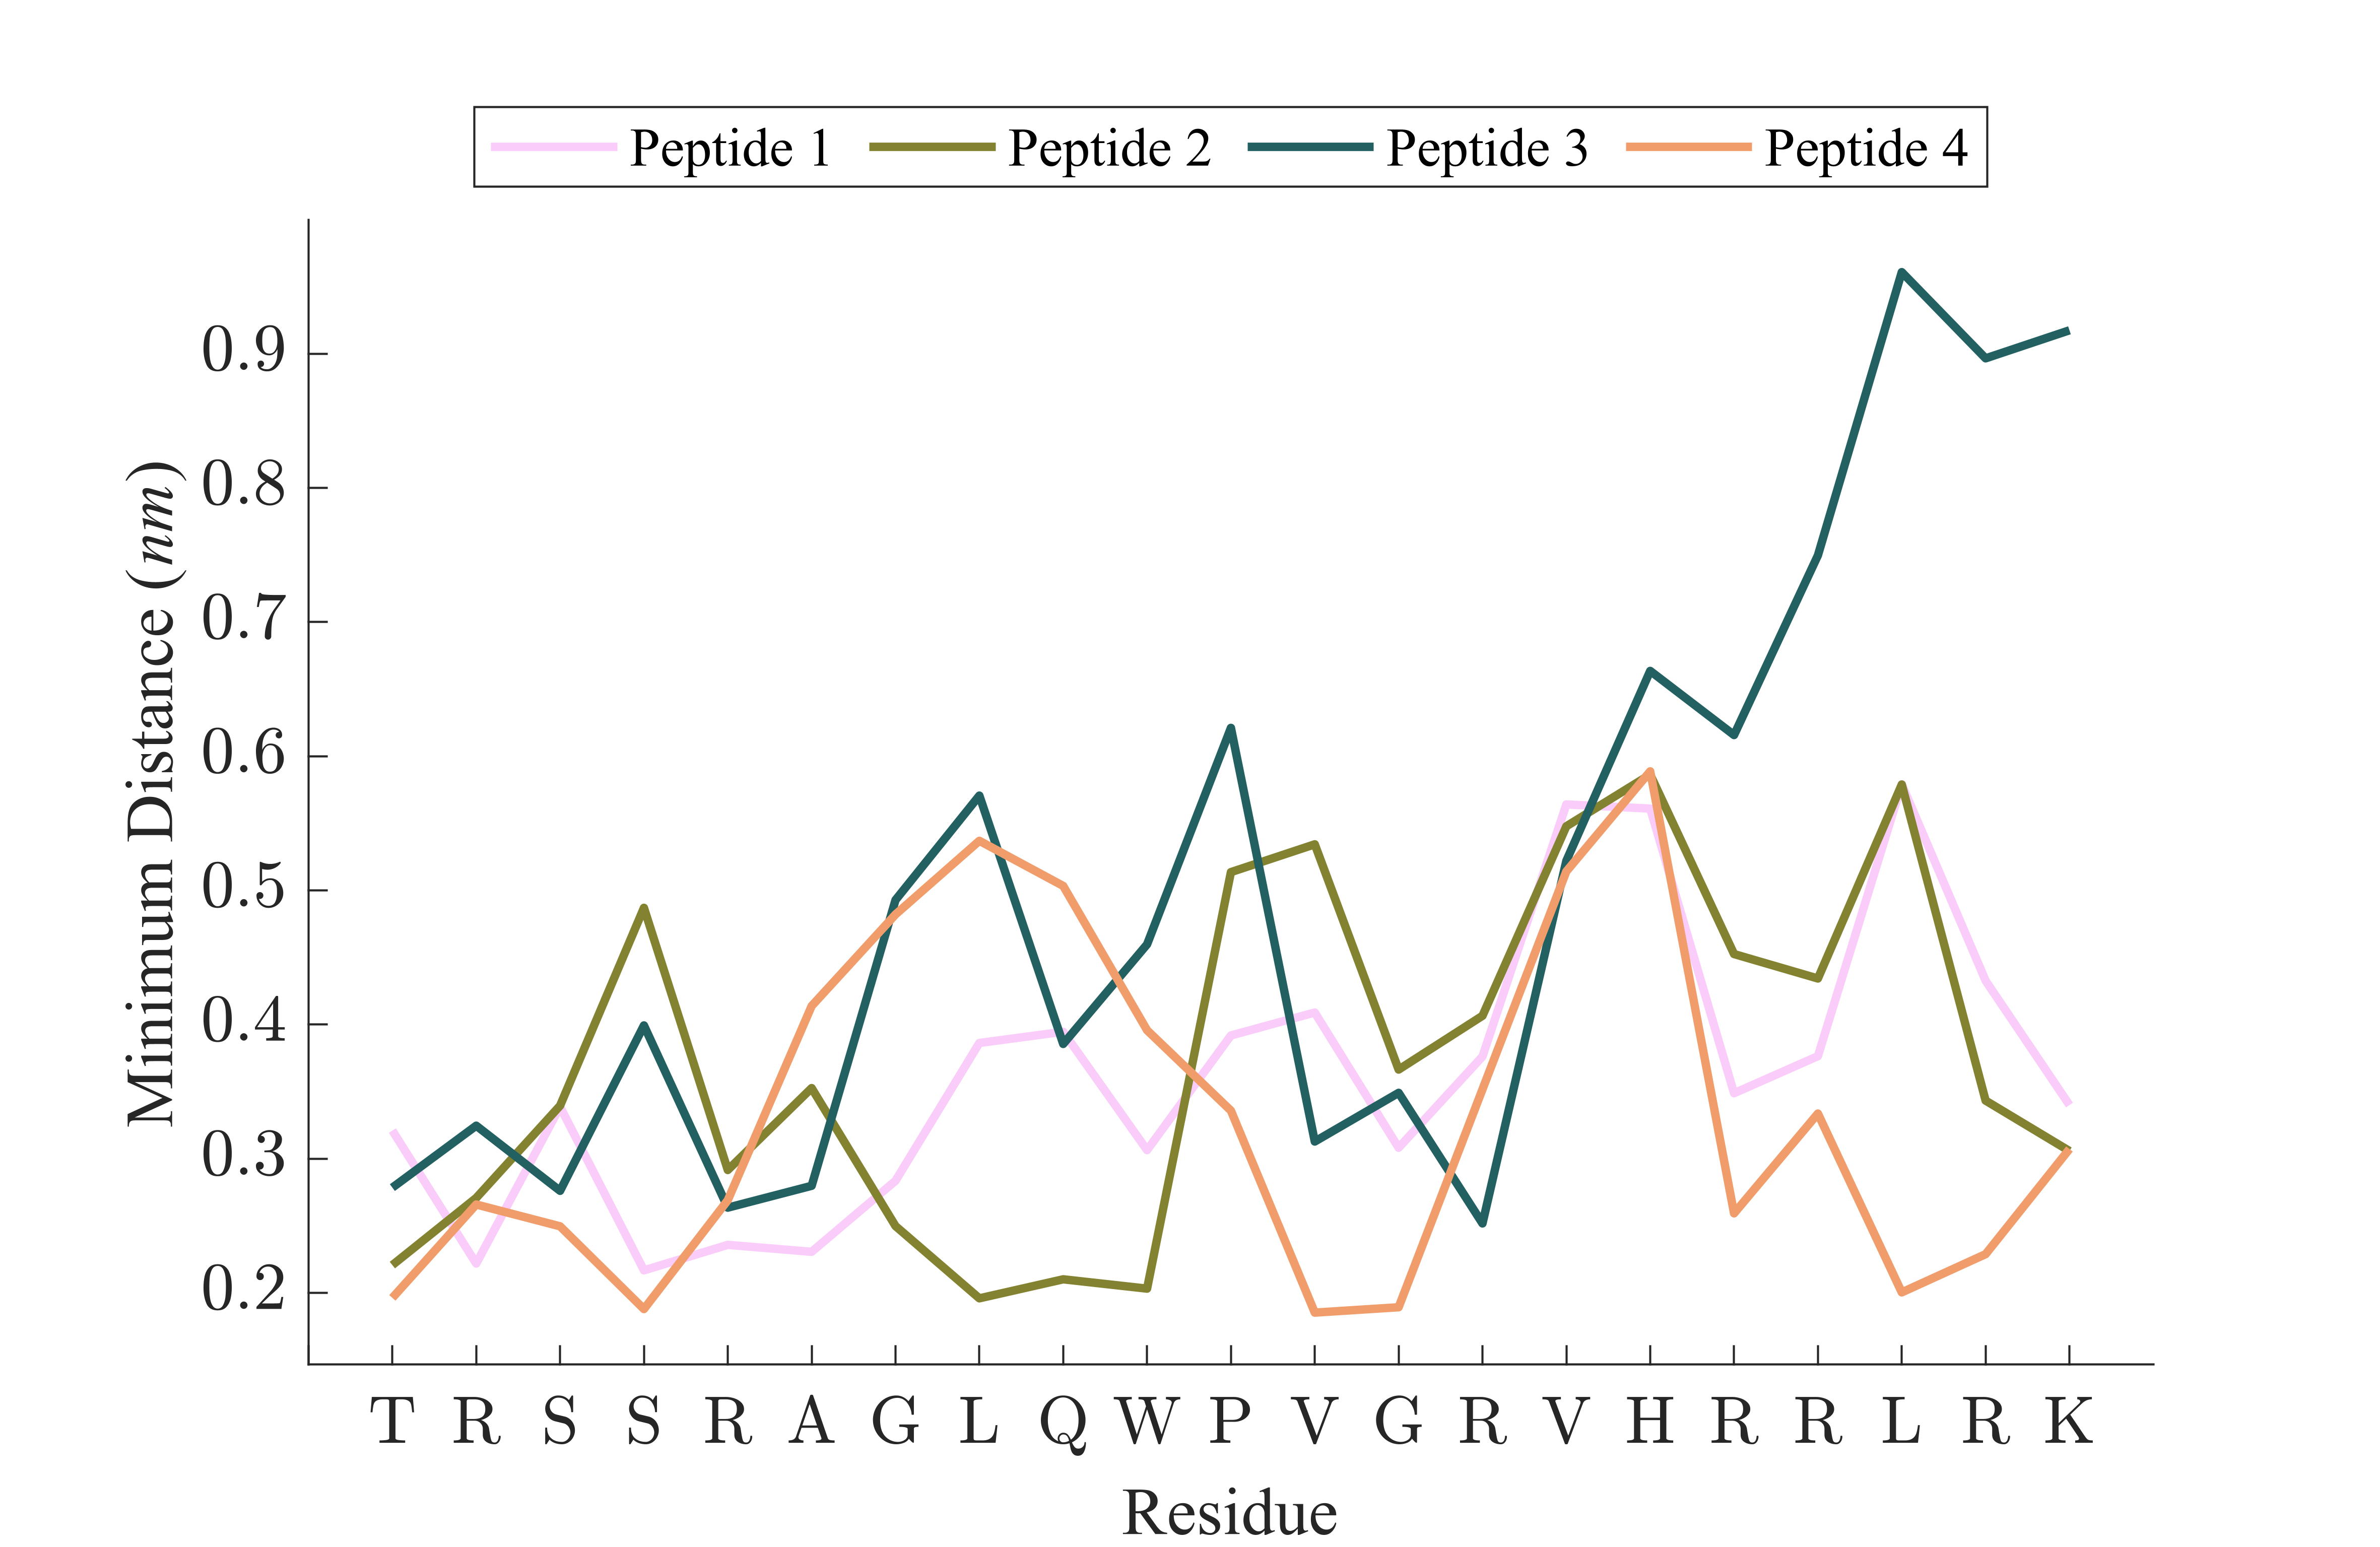 Peptide 1 Peptide 2 Peptide 3 Peptide 4
Minimum Distance (nm)
0.9
0.8
0.7
0.6
0.5
0.4
0.3
0.2
T R S S R A G L Q W P V G R V H R R L R K
Residue